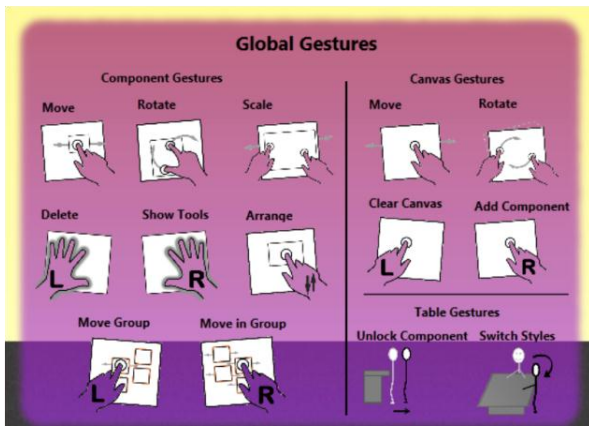 Global Gestures
Component Gestures
Move
Rotate
Scale
Delete
Show Tools
Arrange
L
R
Move Group
Move in Group
L
R
Canvas Gestures
Move
Rotate
Clear Canvas
Add Component
L
R
Table Gestures
Unlock Component
Switch Styles